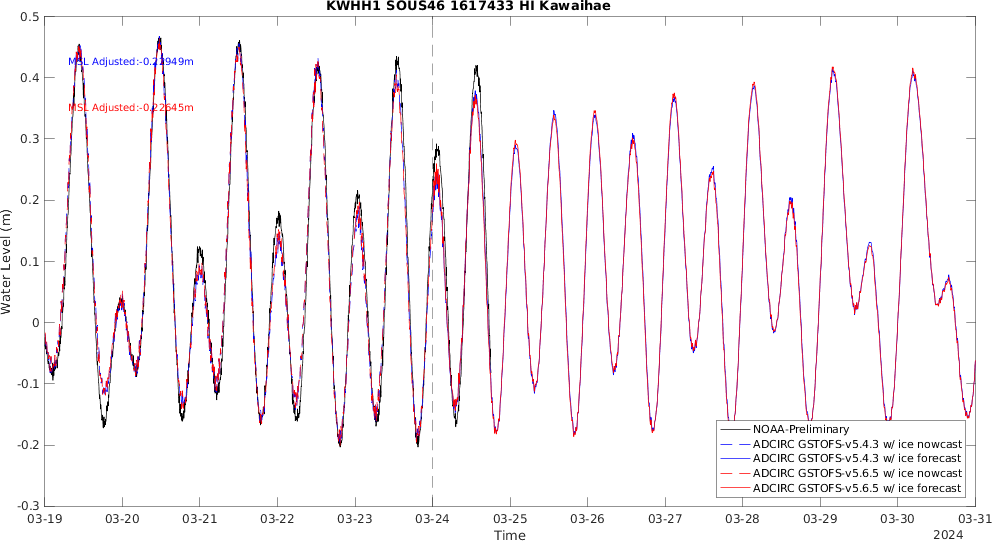 KWHH1 SOUS46 1617433 HI Kawaihae
0.5
0.4
0.3
0.2
0.1
0
-0.1
-0.2
-0.3
Water Level (m)
MSL Adjusted:-0.22949m
MSL Adjusted:-0.22645m
NOAA-Preliminary
ADCIRC GSTOFS-v5.4.3 w/ ice nowcast
ADCIRC GSTOFS-v5.4.3 w/ ice forecast
ADCIRC GSTOFS-v5.6.5 w/ ice nowcast
ADCIRC GSTOFS-v5.6.5 w/ ice forecast
03-19 03-20 03-21 03-22 03-23 03-24 03-25 03-26 03-27 03-28 03-29 03-30 03-31
Time
2024